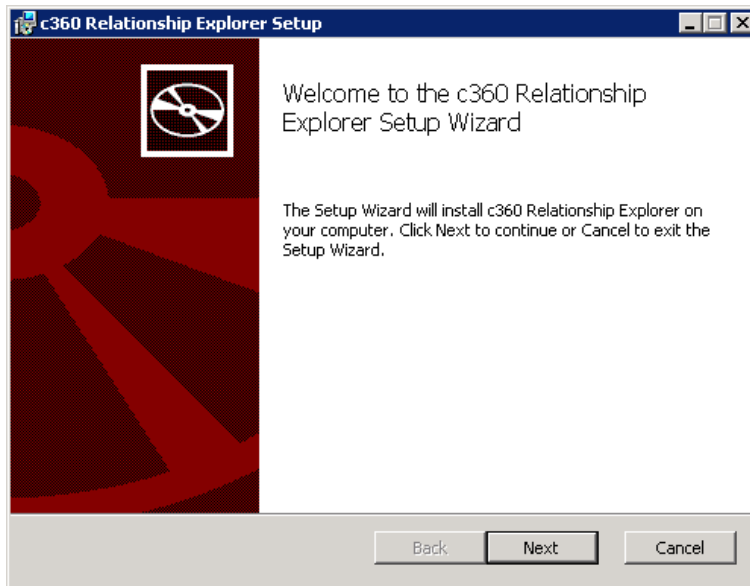 c360 Relationship Explorer Setup
Welcome to the c360 Relationship
Explorer Setup Wizard
The Setup Wizard will install c360 Relationship Explorer on
your computer. Click Next to continue or Cancel to exit the
Setup Wizard.
Back Next Cancel